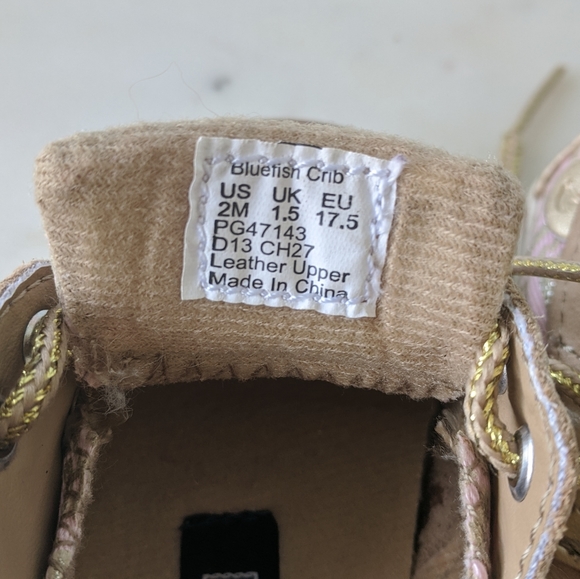 Bluefish Crib
US UK EU
2M 1.5 17.5
PG47143
D13 CH27
Leather Upper
Made In China